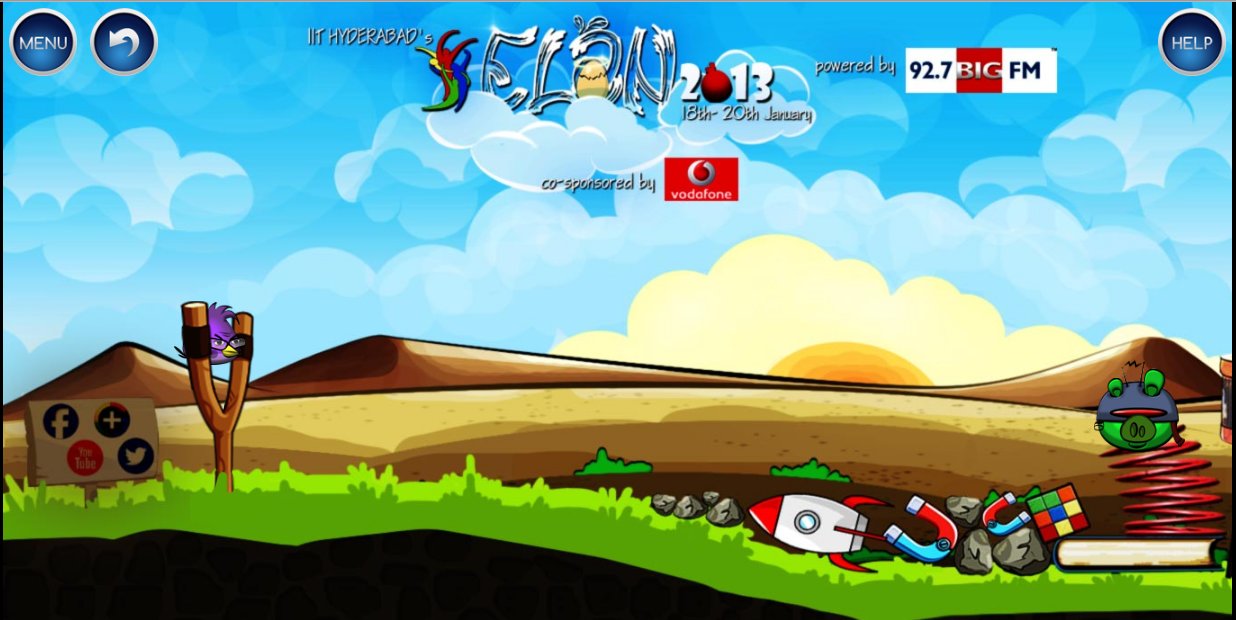 MENU
HELP
IIT HYDERABAD's
ELAN 2013
18th- 20th January
powered by 92.7 BIG FM
TM
co-sponsored by vodafone
f
+
You
Tube